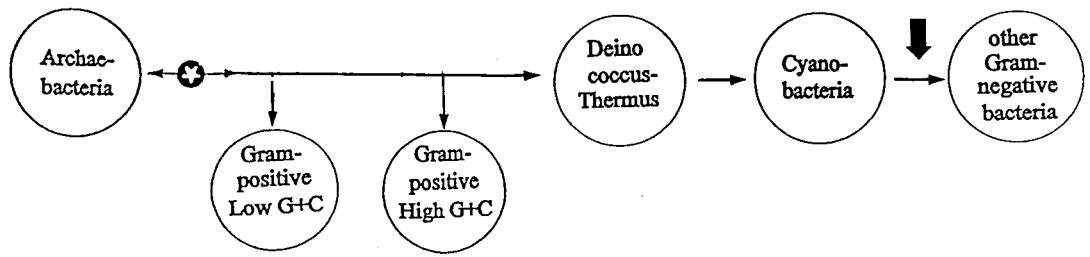 Archae-
bacteria
Gram-
positive
Low G+C
Gram-
positive
High G+C
Deino
coccus-
Thermus
Cyano-
bacteria
other
Gram-
negative
bacteria